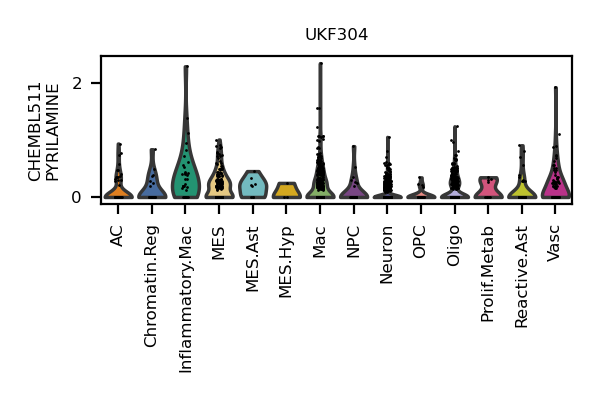 UKF304
CHEMBL511
PYRILAMINE
2
0
AC
Chromatin.Reg
Inflammatory.Mac
MES
MES.Ast
MES.Hyp
Mac
NPC
Neuron
OPC
Oligo
Prolif.Metab
Reactive.Ast
Vasc